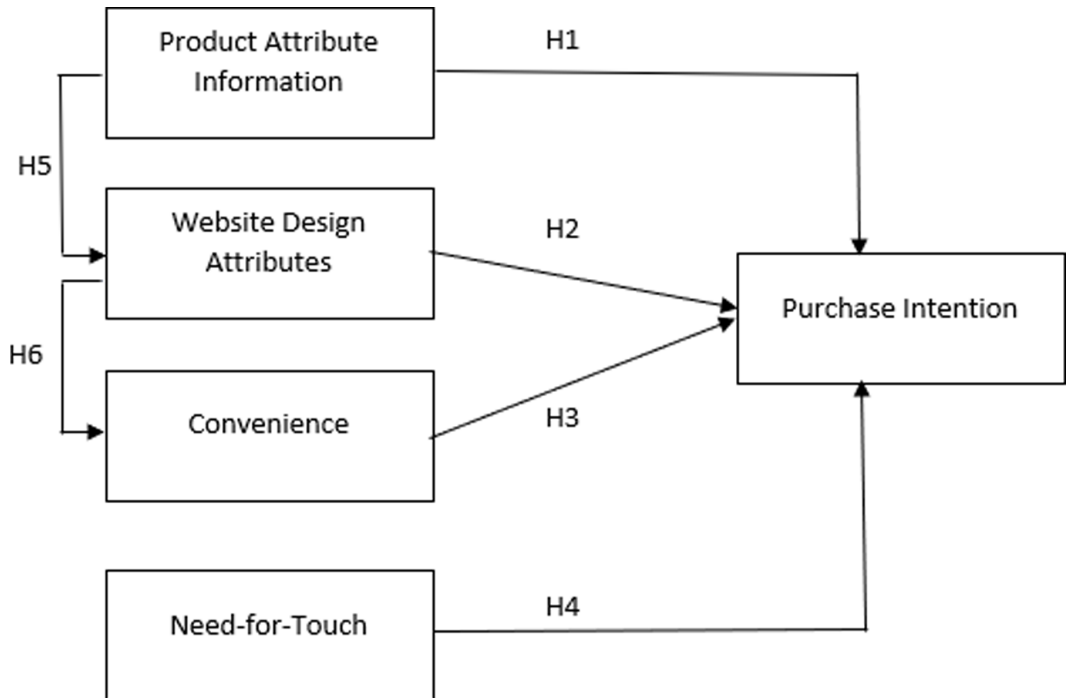 Product Attribute
Information
H1
H5
Website Design
Attributes
H2
Purchase Intention
H6
Convenience
H3
Need-for-Touch
H4